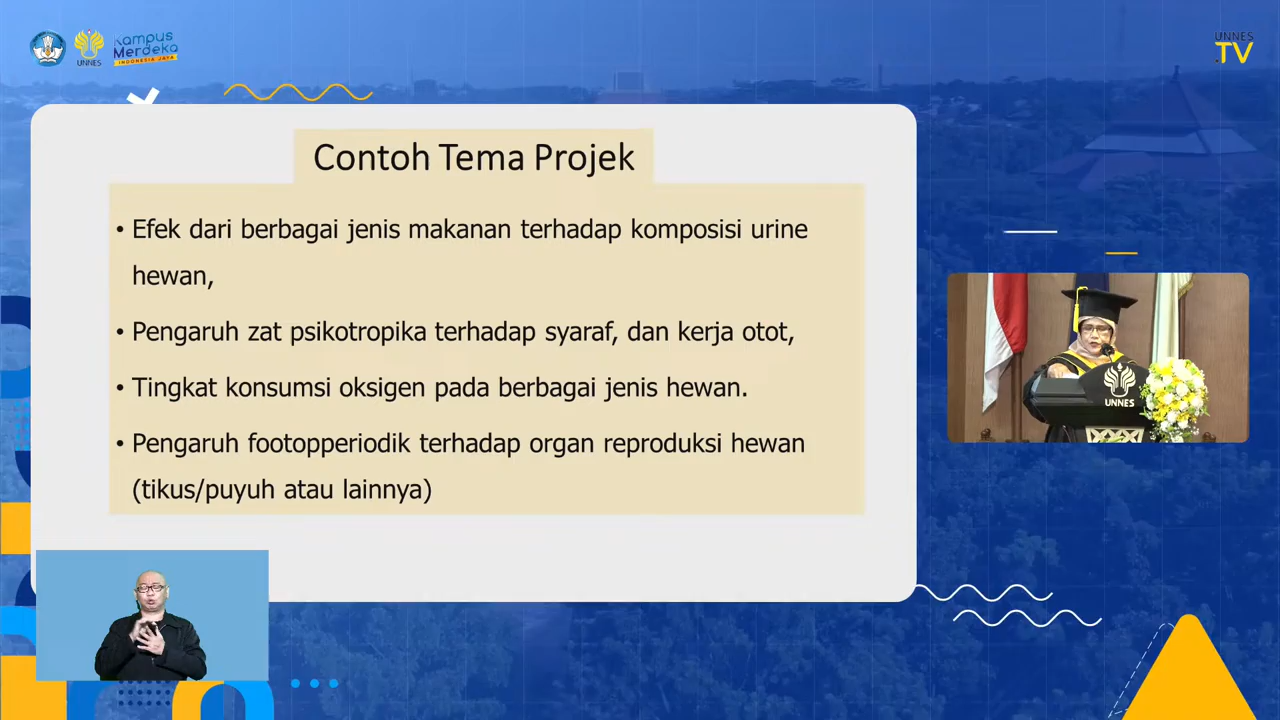 UNNES
Kampus
Merdeka
INDONESIA JAYA
UNNES
TV
Contoh Tema Projek
• Efek dari berbagai jenis makanan terhadap komposisi urine
hewan,
• Pengaruh zat psikotropika terhadap syaraf, dan kerja otot,
• Tingkat konsumsi oksigen pada berbagai jenis hewan.
• Pengaruh footopperiodik terhadap organ reproduksi hewan
(tikus/puyuh atau lainnya)
UNNES